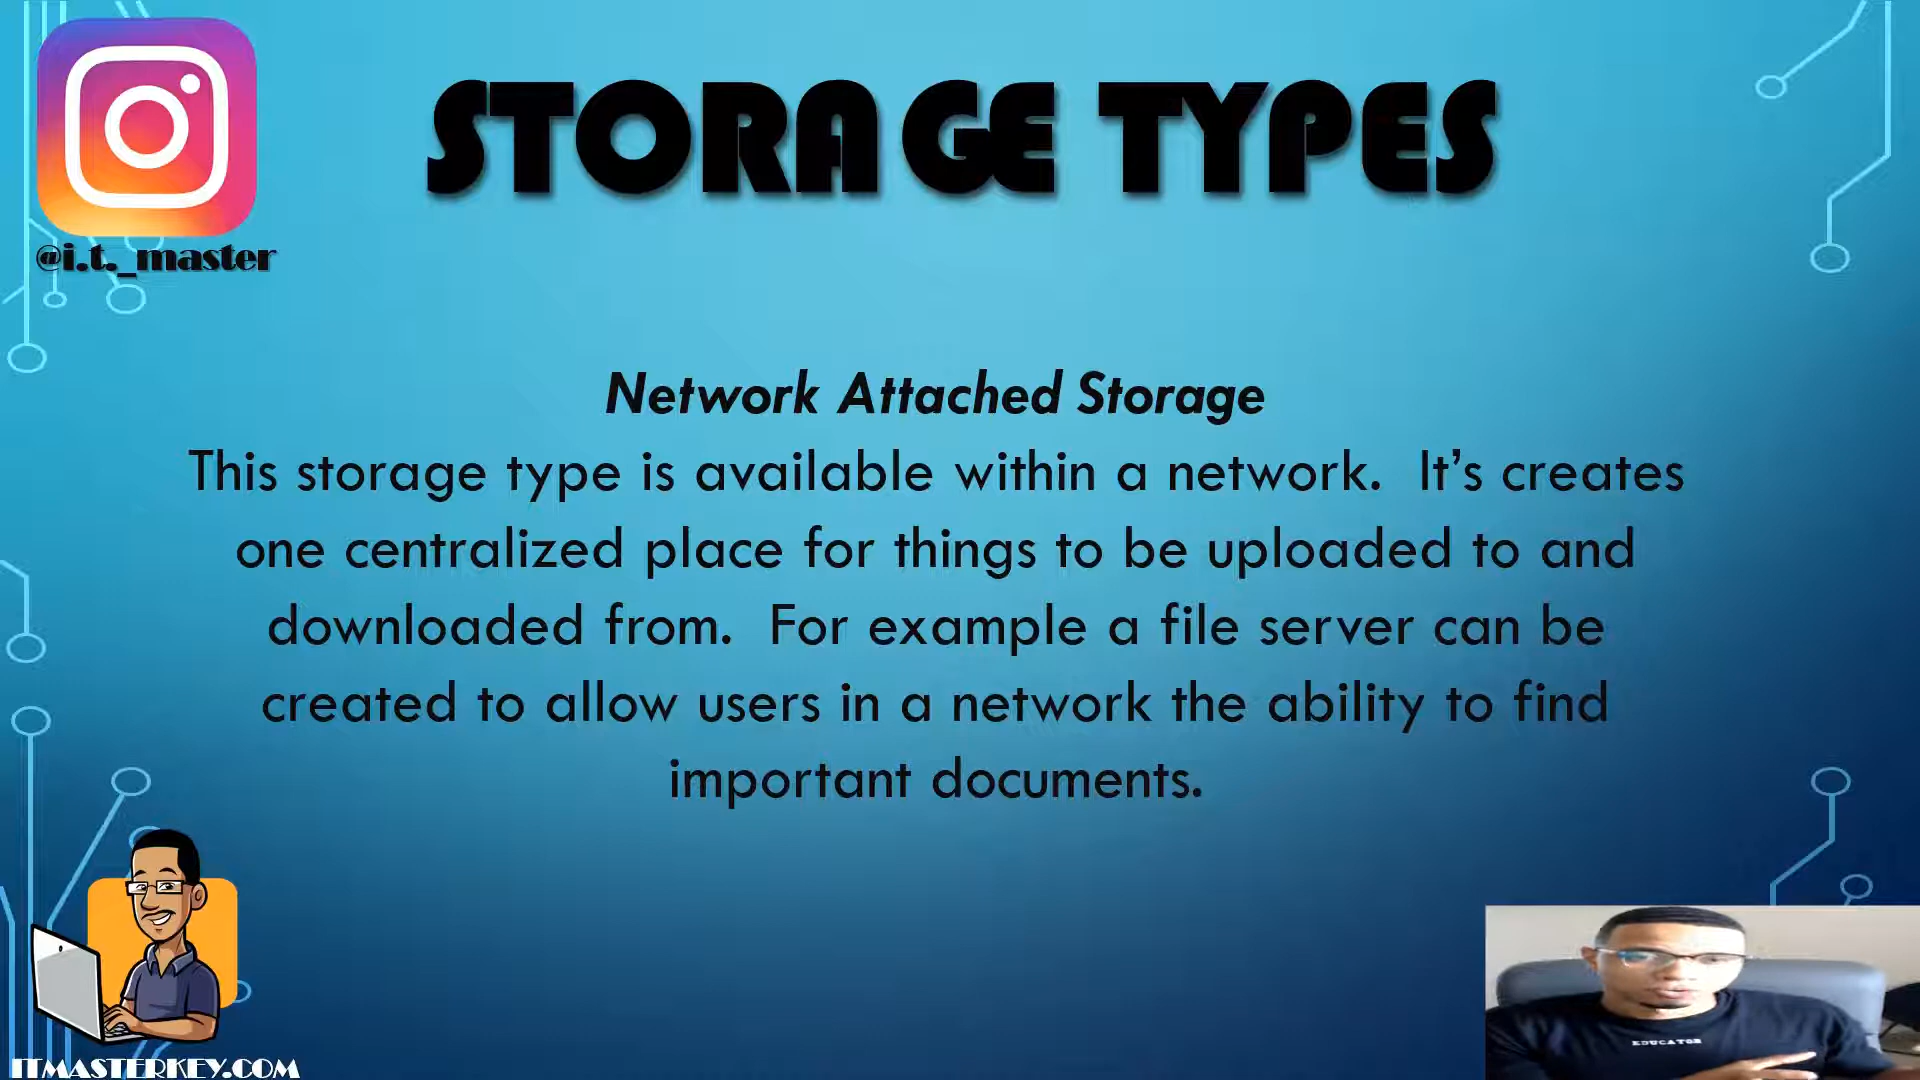 STORAGE TYPES
@i.t._master
Network Attached Storage
This storage type is available within a network. It’s creates
one centralized place for things to be uploaded to and
downloaded from. For example a file server can be
created to allow users in a network the ability to find
important documents.
ITMASTERKEY.COM
EDUCATOR